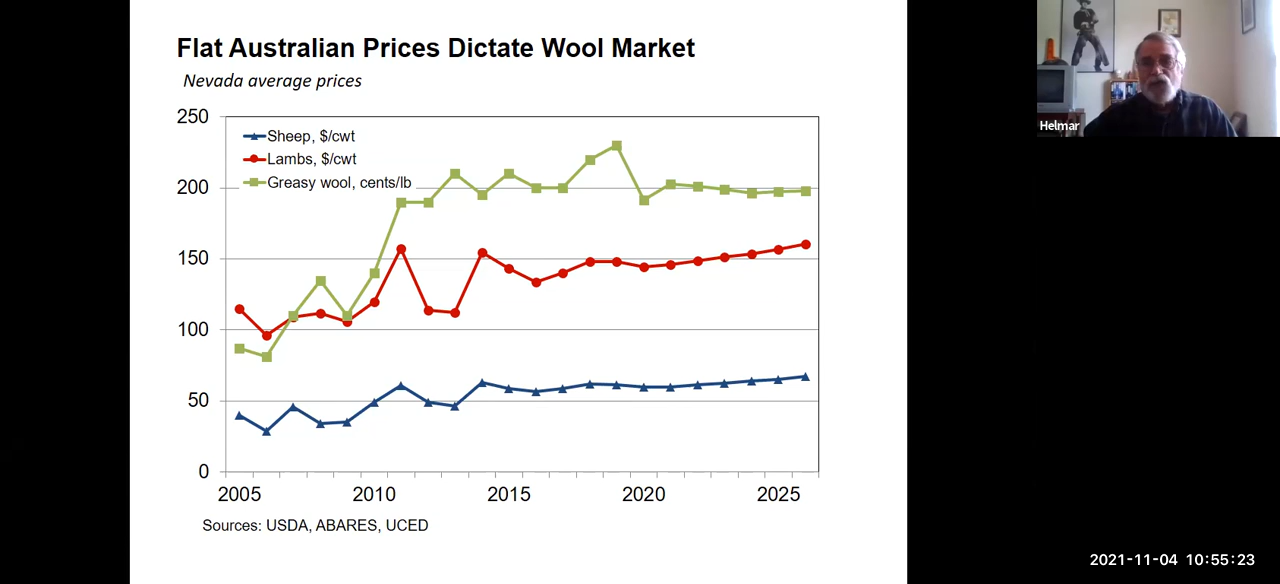 Flat Australian Prices Dictate Wool Market
Nevada average prices
250
200
150
100
50
0
Sheep, $/cwt
Lambs, $/cwt
Greasy wool, cents/lb
2005 2010 2015 2020 2025
Sources: USDA, ABARES, UCED
Helmar
2021-11-04 10:55:23